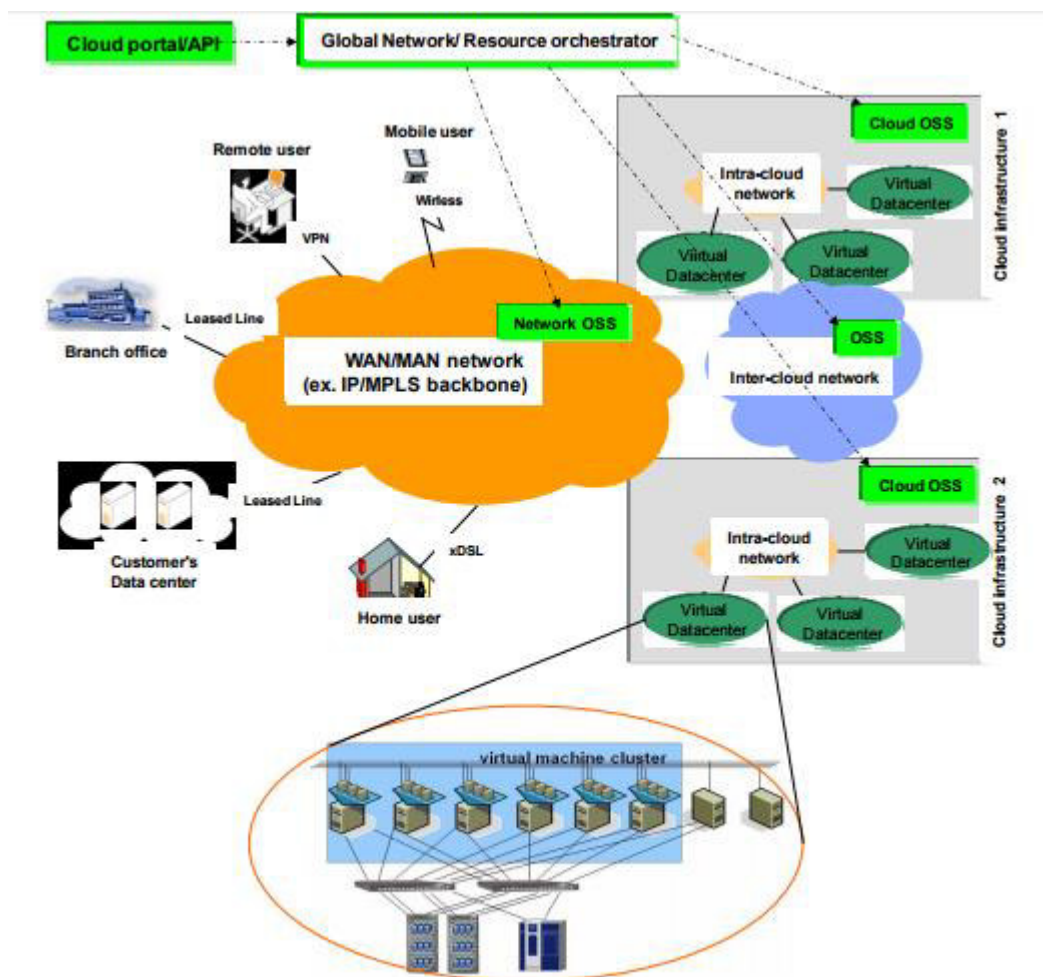 Cloud portal/API
Global Network/ Resource orchestrator
Cloud OSS
Cloud infrastructure 1
Intra-cloud
network
Virtual
Datacenter
Viirtual
Datacenter
Virtual
Datacenter
Mobile user
Wirless
Remote user
VPN
Leased Line
Branch office
Network OSS
WAN/MAN network
(ex. IP/MPLS backbone)
OSS
Inter-cloud network
Leased Line
Customer's
Data center
xDSL
Home user
Cloud OSS
Cloud infrastructure 2
Intra-cloud
network
Virtual
Datacenter
Virtual
Datacenter
Virtual
Datacenter
virtual machine cluster